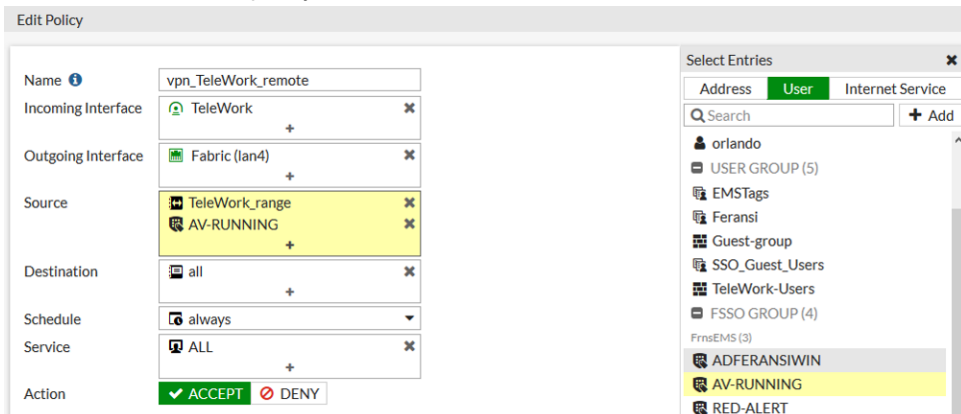 Edit Policy
Name
vpn_TeleWork_remote
Incoming Interface
TeleWork
+
Outgoing Interface
Fabric (lan4)
+
Source
TeleWork_range
AV-RUNNING
+
Destination
all
+
Schedule
always
Service
ALL
+
Action
ACCEPT DENY
Select Entries
Address User Internet Service
Search + Add
orlando
USER GROUP (5)
EMSTags
Feransi
Guest-group
SSO_Guest_Users
TeleWork-Users
FSSO GROUP (4)
FrnsEMS (3)
ADFERANSIWIN
AV-RUNNING
RED-ALERT